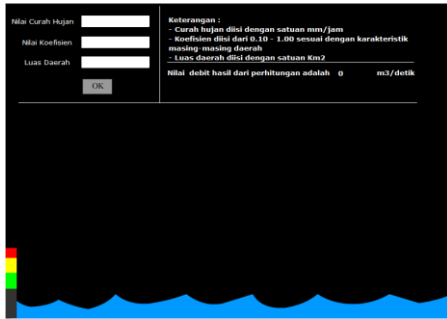 Nilai Curah Hujan
Nilai Koefisien
Luas Daerah
OK
Keterangan :
- Curah hujan diisi dengan satuan mm/jam
- Koefisien diisi dari 0.10 - 1.00 sesuai dengan karakteristik
masing-masing daerah
- Luas daerah diisi dengan satuan Km2
Nilai debit hasil dari perhitungan adalah 0 m3/detik